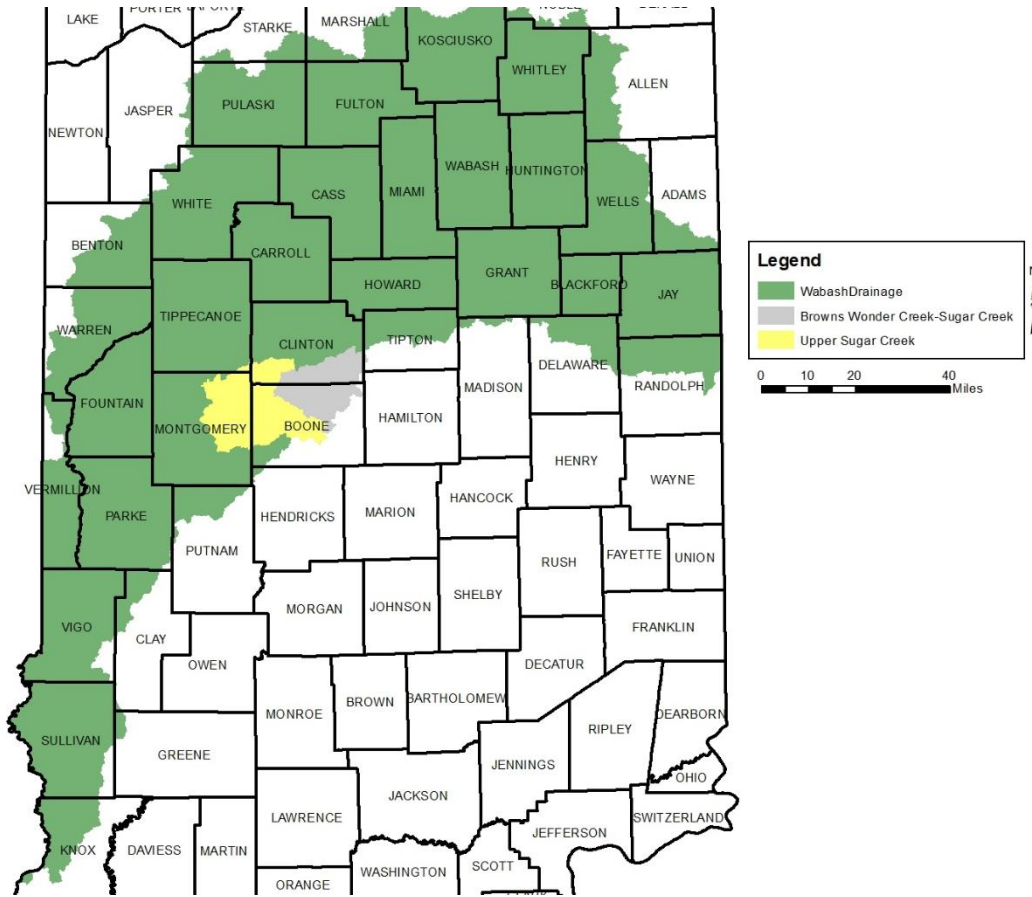 LAKE
PORTER
LAPORTE
STARKE
MARSHALL
NOBLE
KOSCIUSKO
WHITLEY
ALLEN
JASPER
PULASKI
FULTON
NEWTON
WABASH
HUNTINGTON
MIAMI
CASS
WHITE
WELLS
ADAMS
BENTON
CARROLL
GRANT
HOWARD
BLACKFORD
JAY
TIPPECANOE
WARREN
CLINTON
TIPTON
DELAWARE
RANDOLPH
MADISON
FOUNTAIN
MONTGOMERY
BOONE
HAMILTON
HENRY
WAYNE
VERMILLION
PARKE
HENDRICKS
MARION
HANCOCK
PUTNAM
RUSH
FAYETTE
UNION
MORGAN
JOHNSON
SHELBY
VIGO
CLAY
OWEN
FRANKLIN
DECATUR
BROWN
BARTHOLOMEW
MONROE
DEARBORN
RIPLEY
SULLIVAN
GREENE
JENNINGS
OHIO
JACKSON
LAWRENCE
SWITZERLAND
JEFFERSON
KNOX
DAVIESS
MARTIN
WASHINGTON
SCOTT
ORANGE
Legend
WabashDrainage
Browns Wonder Creek-Sugar Creek
Upper Sugar Creek
0 10 20 40
Miles